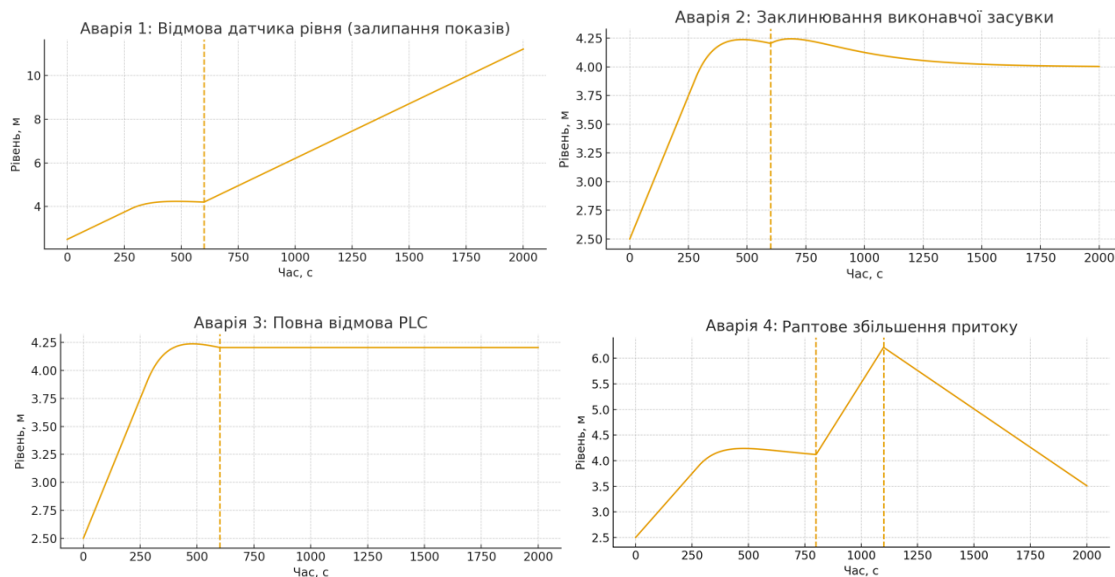 Аварія 1: Відмова датчика рівня (залипання показів)
Рівень, м
10
8
6
4
0 250 500 750 1000 1250 1500 1750 2000
Час, с
Аварія 2: Заклинювання виконавчої засувки
Рівень, м
4.25
4.00
3.75
3.50
3.25
3.00
2.75
2.50
0 250 500 750 1000 1250 1500 1750 2000
Час, с
Аварія 3: Повна відмова PLC
Рівень, м
4.25
4.00
3.75
3.50
3.25
3.00
2.75
2.50
0 250 500 750 1000 1250 1500 1750 2000
Час, с
Аварія 4: Раптове збільшення притоку
Рівень, м
6.0
5.5
5.0
4.5
4.0
3.5
3.0
2.5
0 250 500 750 1000 1250 1500 1750 2000
Час, с